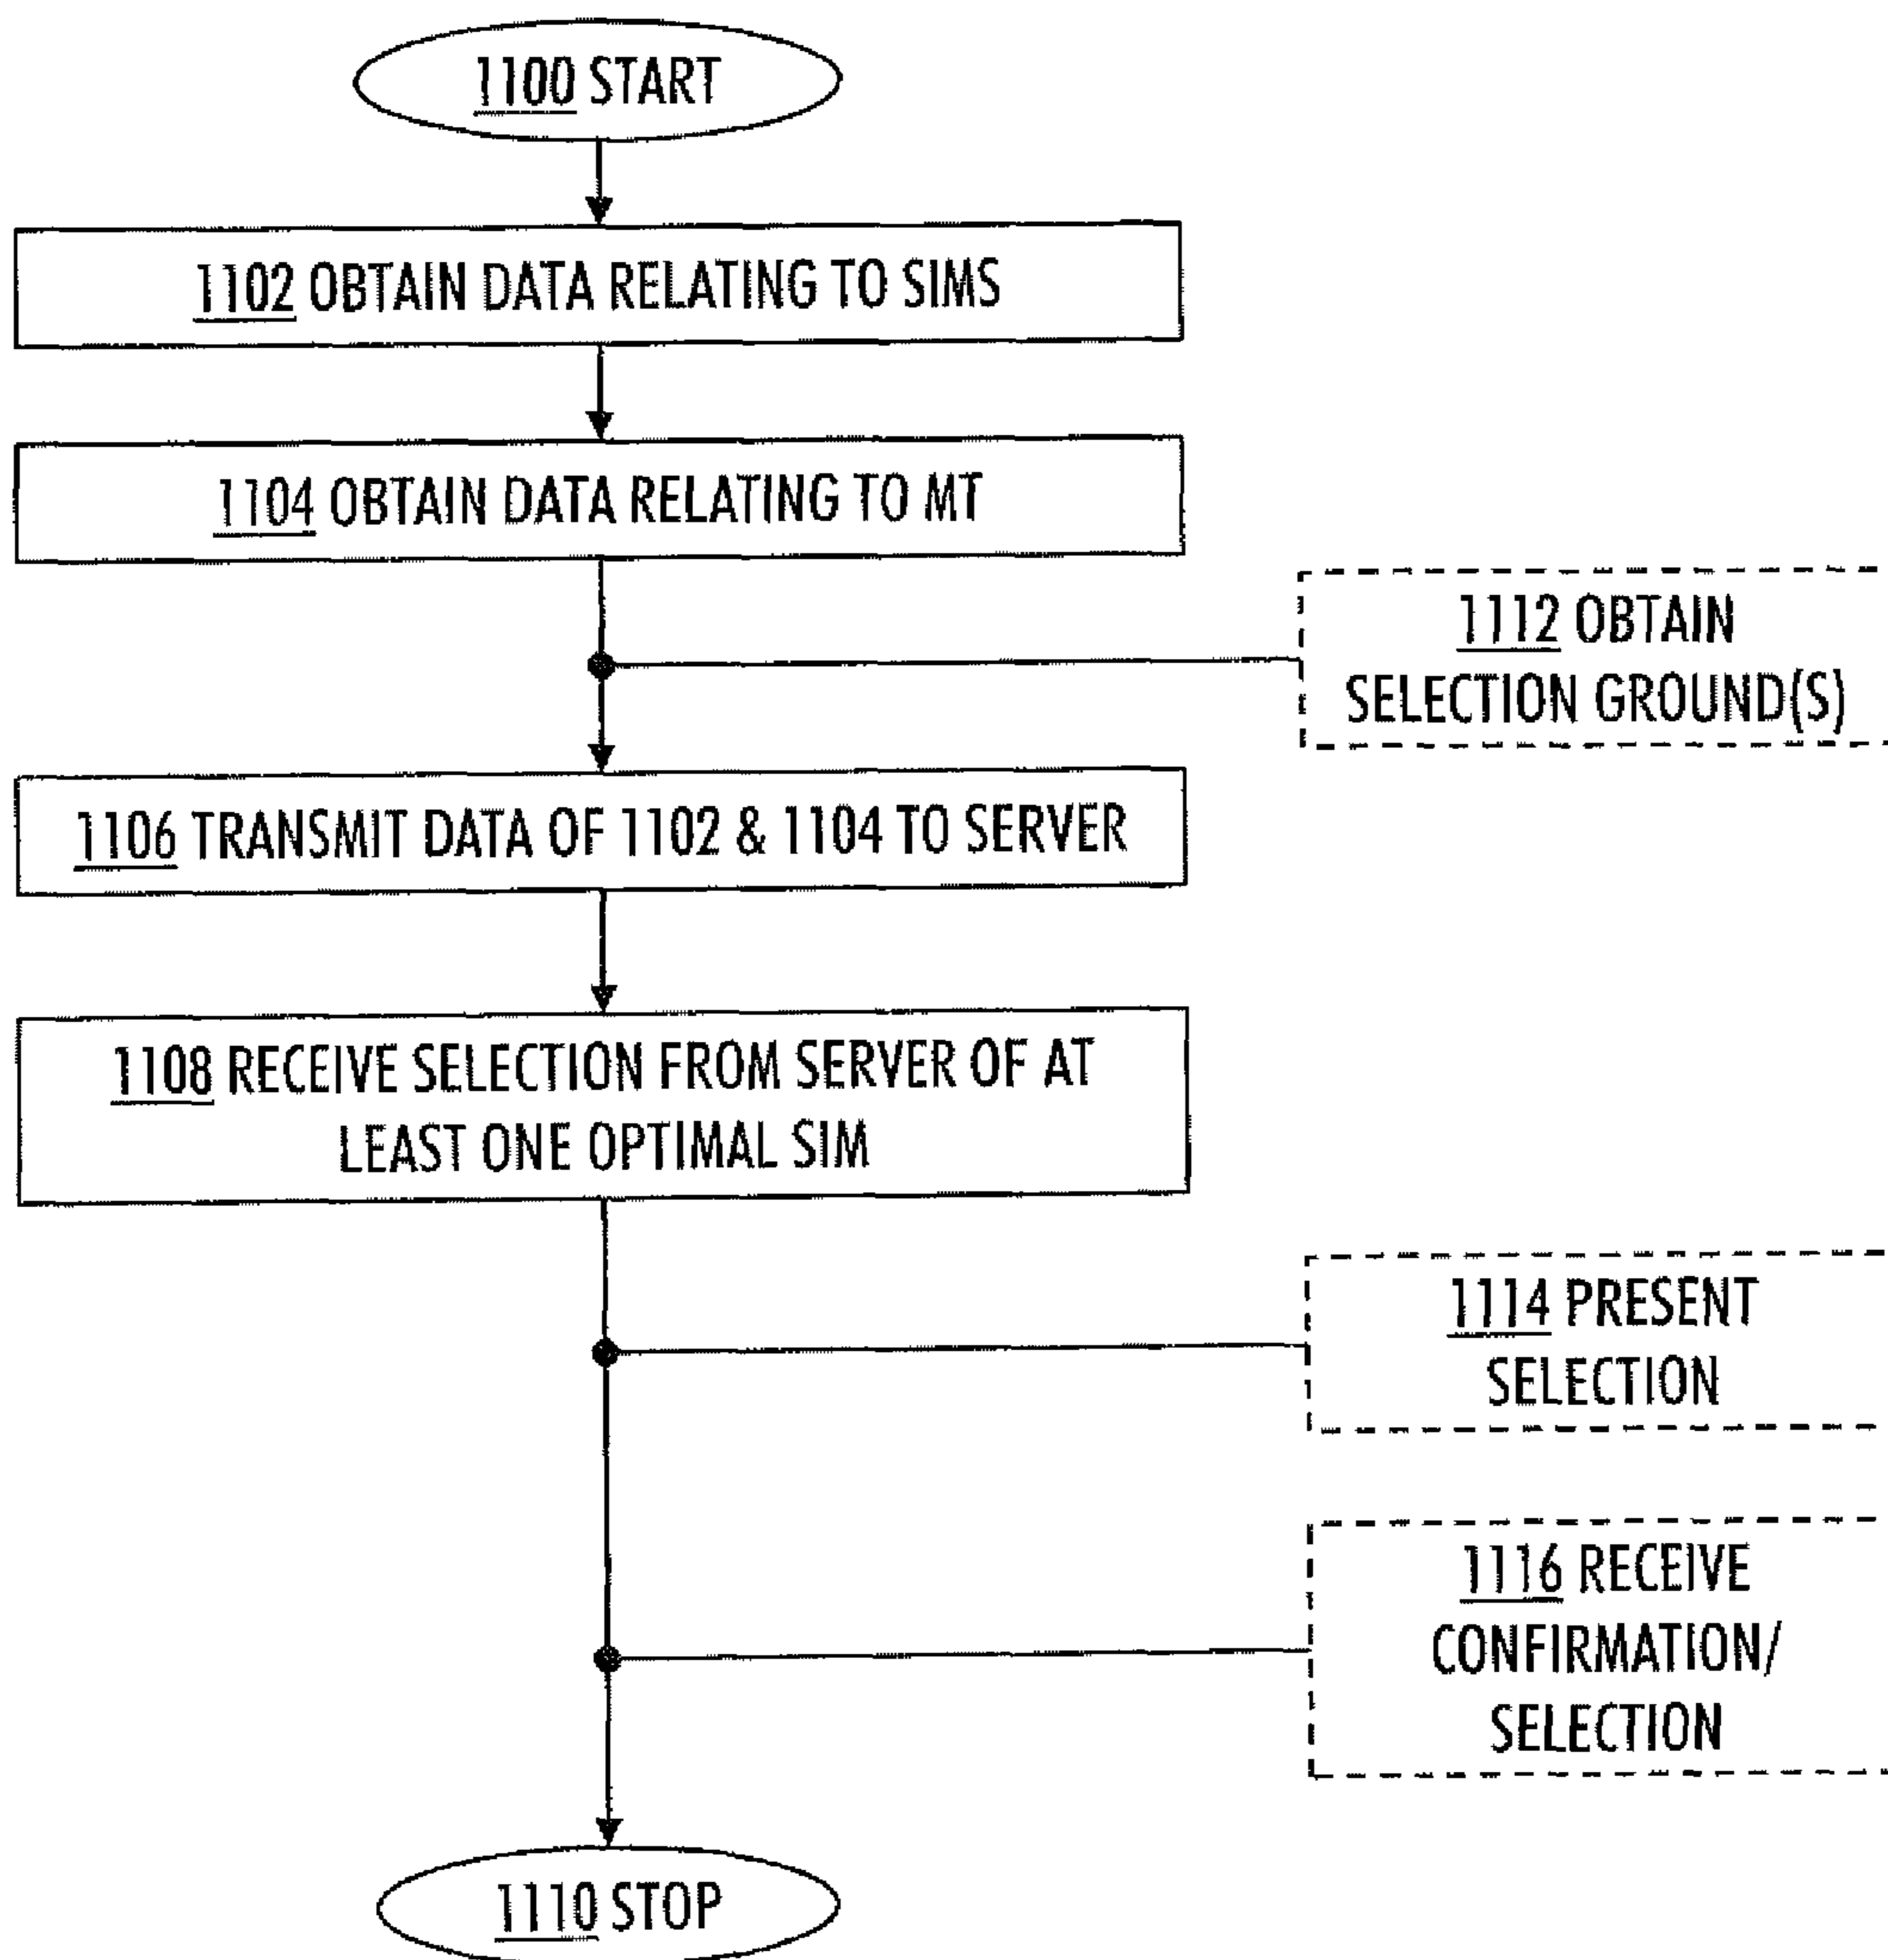 1100 START
1102 OBTAIN DATA RELATING TO SIMS
1104 OBTAIN DATA RELATING TO MT
1112 OBTAIN
SELECTION GROUND(S)
1106 TRANSMIT DATA OF 1102 & 1104 TO SERVER
1108 RECEIVE SELECTION FROM SERVER OF AT
LEAST ONE OPTIMAL SIM
1114 PRESENT
SELECTION
1116 RECEIVE
CONFIRMATION/
SELECTION
1110 STOP